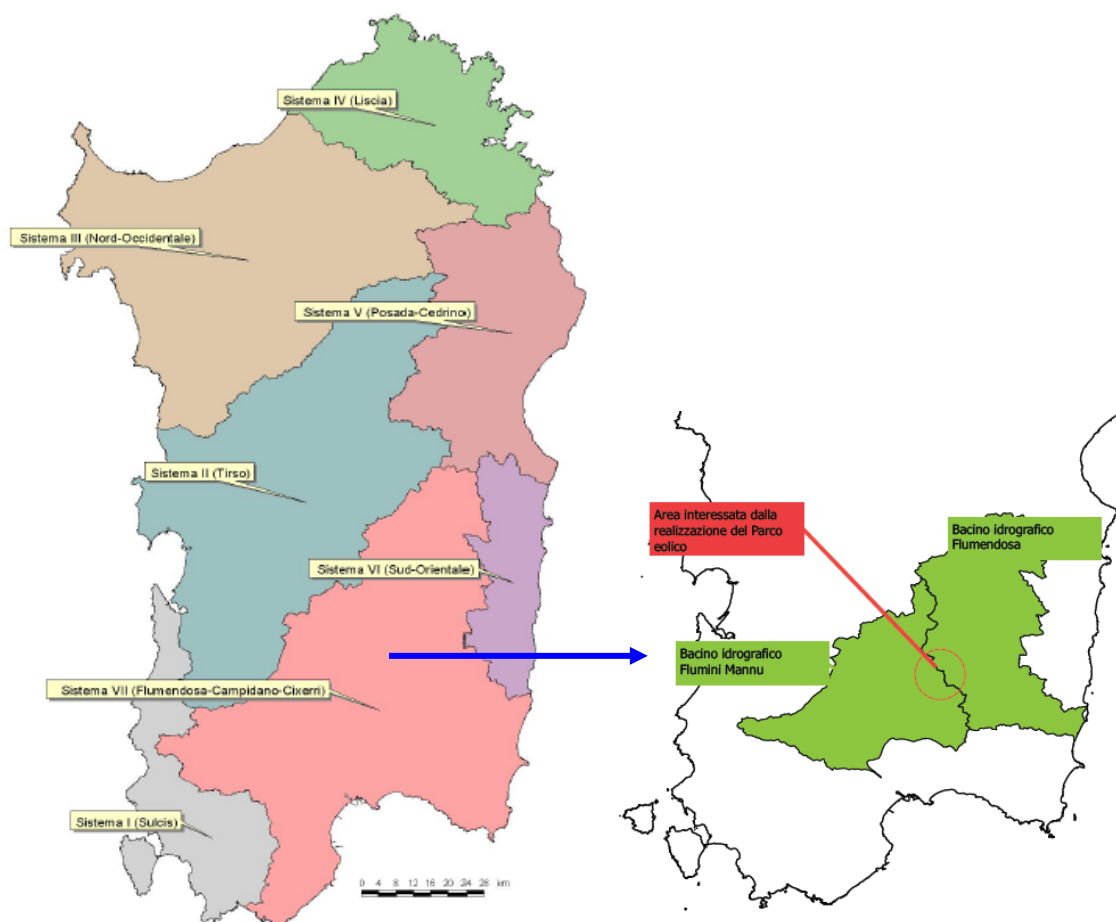 Sistema IV (Liscia)
Sistema III (Nord-Occidentale)
Sistema V (Posada-Cedrino)
Sistema II (Tirso)
Sistema VI (Sud-Orientale)
Sistema VII (Flumendosa-Campidano-Cixerri)
Sistema I (Sulcis)
0 4 8 12 16 20 24 28 km
Area interessata dalla
realizzazione del Parco
eolico
Bacino idrografico
Flumendosa
Bacino idrografico
Flumini Mannu